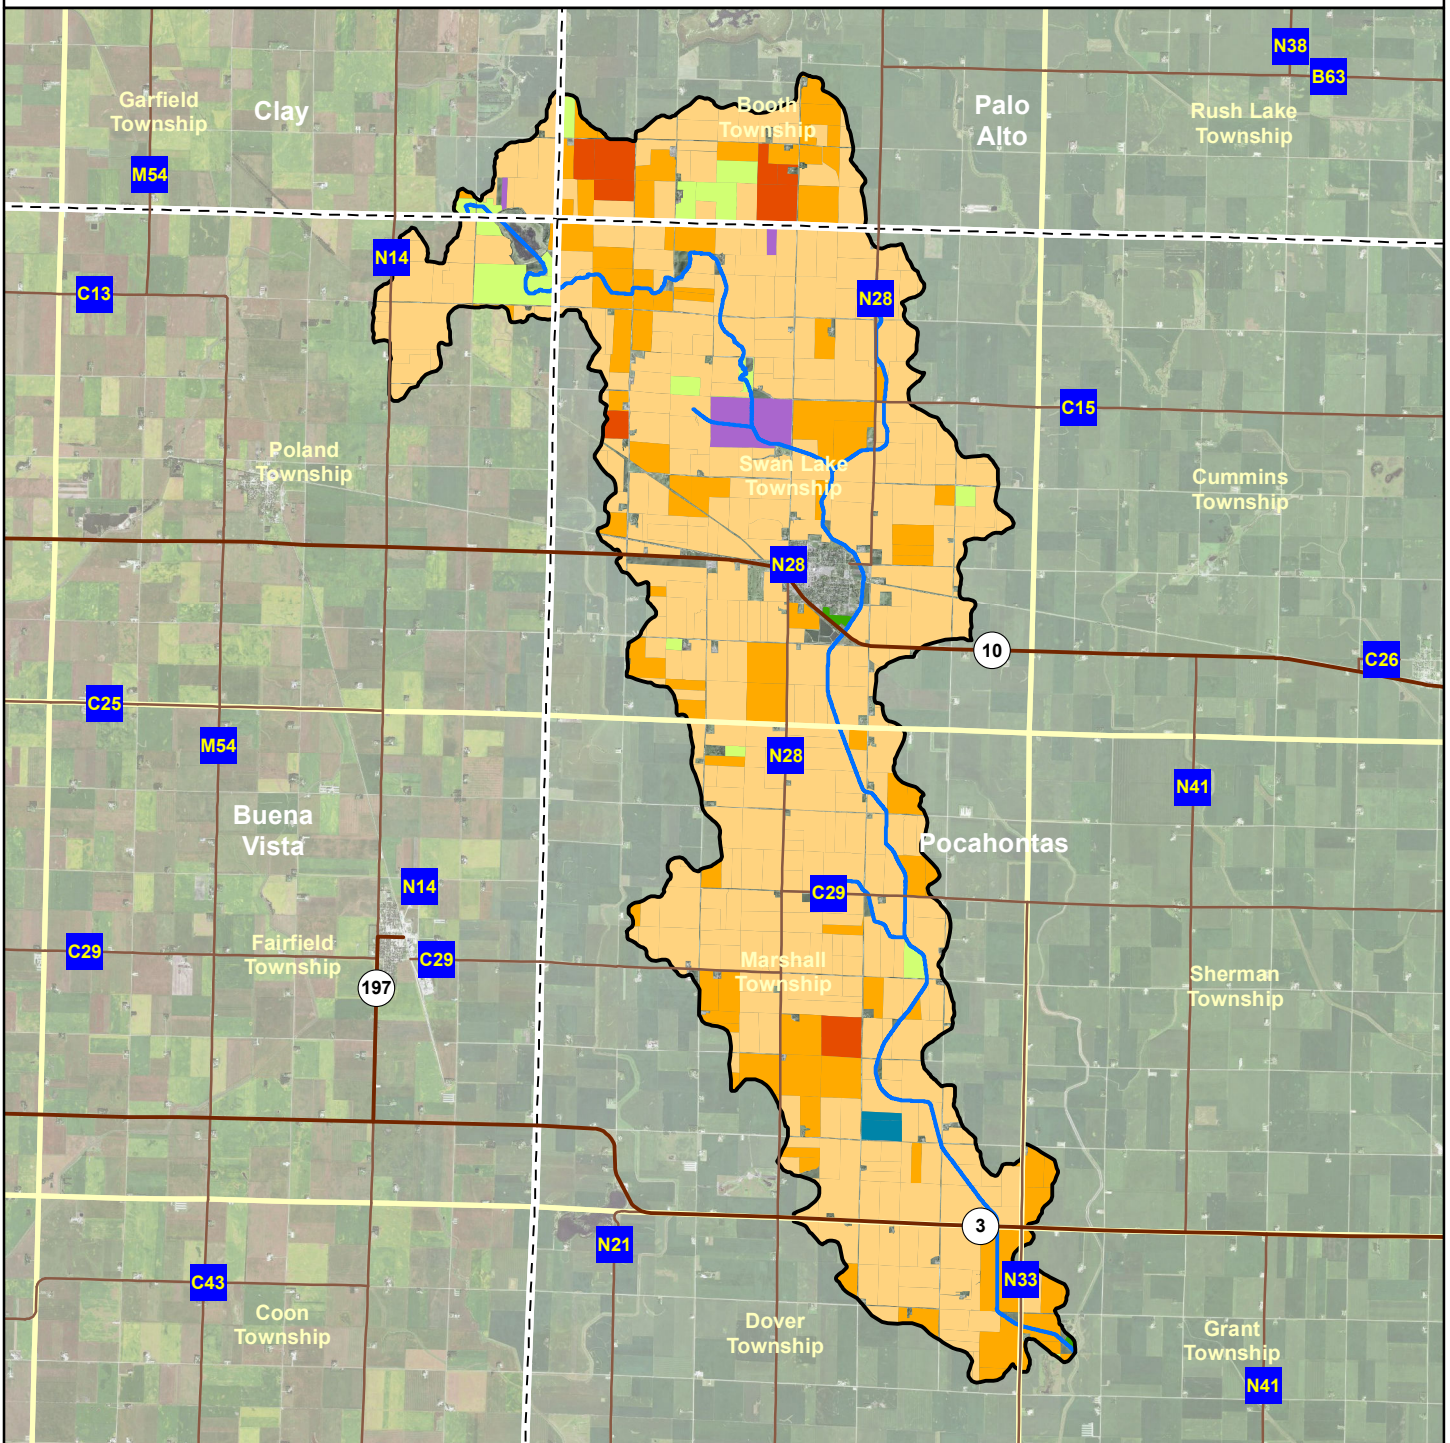 N38
B63
Garfield
Township
Clay
Booth
Township
Palo
Alto
Rush Lake
Township
M54
N14
C13
N28
C15
Poland
Township
Swan Lake
Township
Cummins
Township
N28
10
C26
C25
M54
N28
N41
Buena
Vista
Pocahontas
N14
C29
Fairfield
Township
C29
C29
Marshall
Township
Sherman
Township
197
3
N21
N33
C43
Coon
Township
Dover
Township
Grant
Township
N41